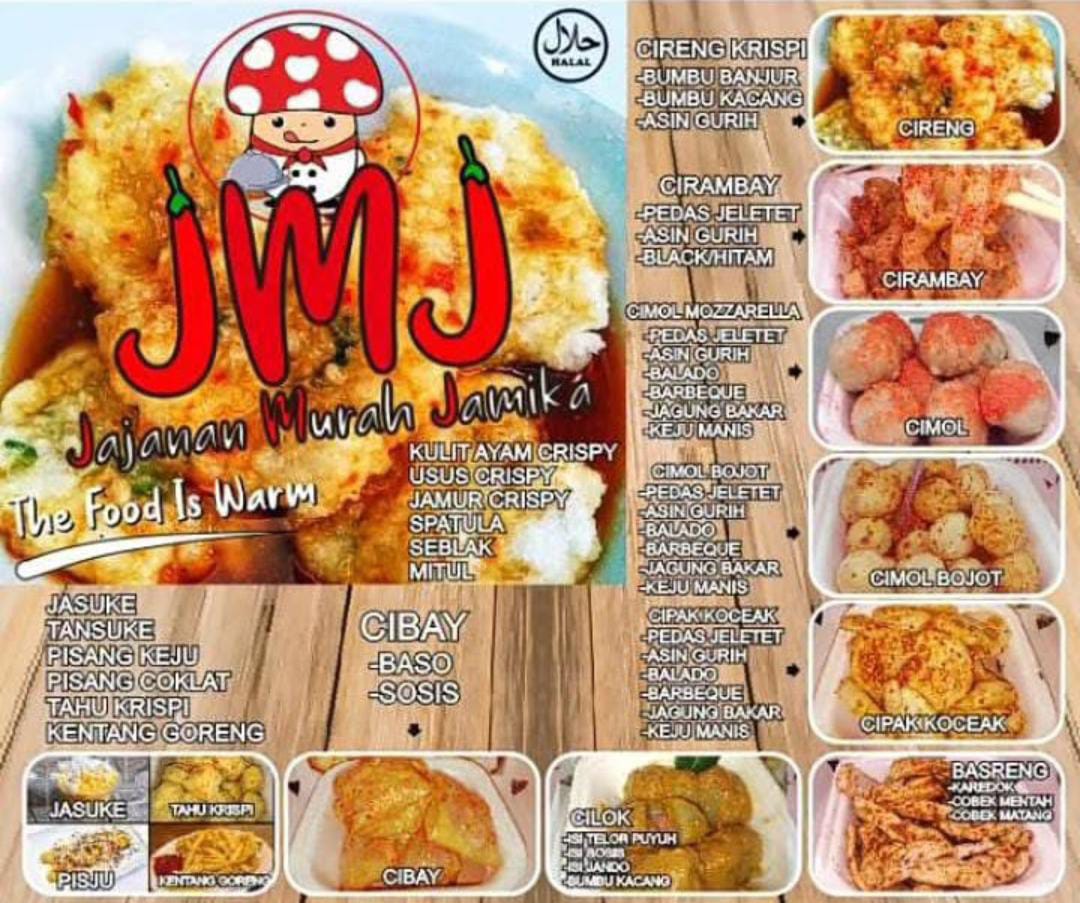 حلال
HALAL
JMJ
Jajanan Murah Jamika
The Food Is Warm
KULIT AYAM CRISPY
USUS CRISPY
JAMUR CRISPY
SPATULA
SEBLAK
MITUL
CIRENG KRISPI
-BUMBU BANJUR
-BUMBU KACANG
-ASIN GURIH
CIRENG
CIRAMBAY
-PEDAS JELETET
-ASIN GURIH
-BLACK/HITAM
CIRAMBAY
CIMOL MOZZARELLA
-PEDAS JELETET
-ASIN GURIH
-BALADO
-BARBEQUE
-JAGUNG BAKAR
-KEJU MANIS
CIMOL
CIMOL BOJOT
-PEDAS JELETET
-ASIN GURIH
-BALADO
-BARBEQUE
-JAGUNG BAKAR
-KEJU MANIS
CIMOL BOJOT
CIPAK KOCEAK
-PEDAS JELETET
-ASIN GURIH
-BALADO
-BARBEQUE
-JAGUNG BAKAR
-KEJU MANIS
CIPAK KOCEAK
JASUKE
TANSUKE
PISANG KEJU
PISANG COKLAT
TAHU KRISPI
KENTANG GORENG
CIBAY
-BASO
-SOSIS
JASUKE
TAHU KRISPI
PISJU
KENTANG GORENG
CIBAY
CILOK
-ISI TELOR PUYUH
-ISI SOSIS
-ISI JANDO
-BUMBU KACANG
BASRENG
-KAREDOK
-COBEK MENTAH
-COBEK MATANG